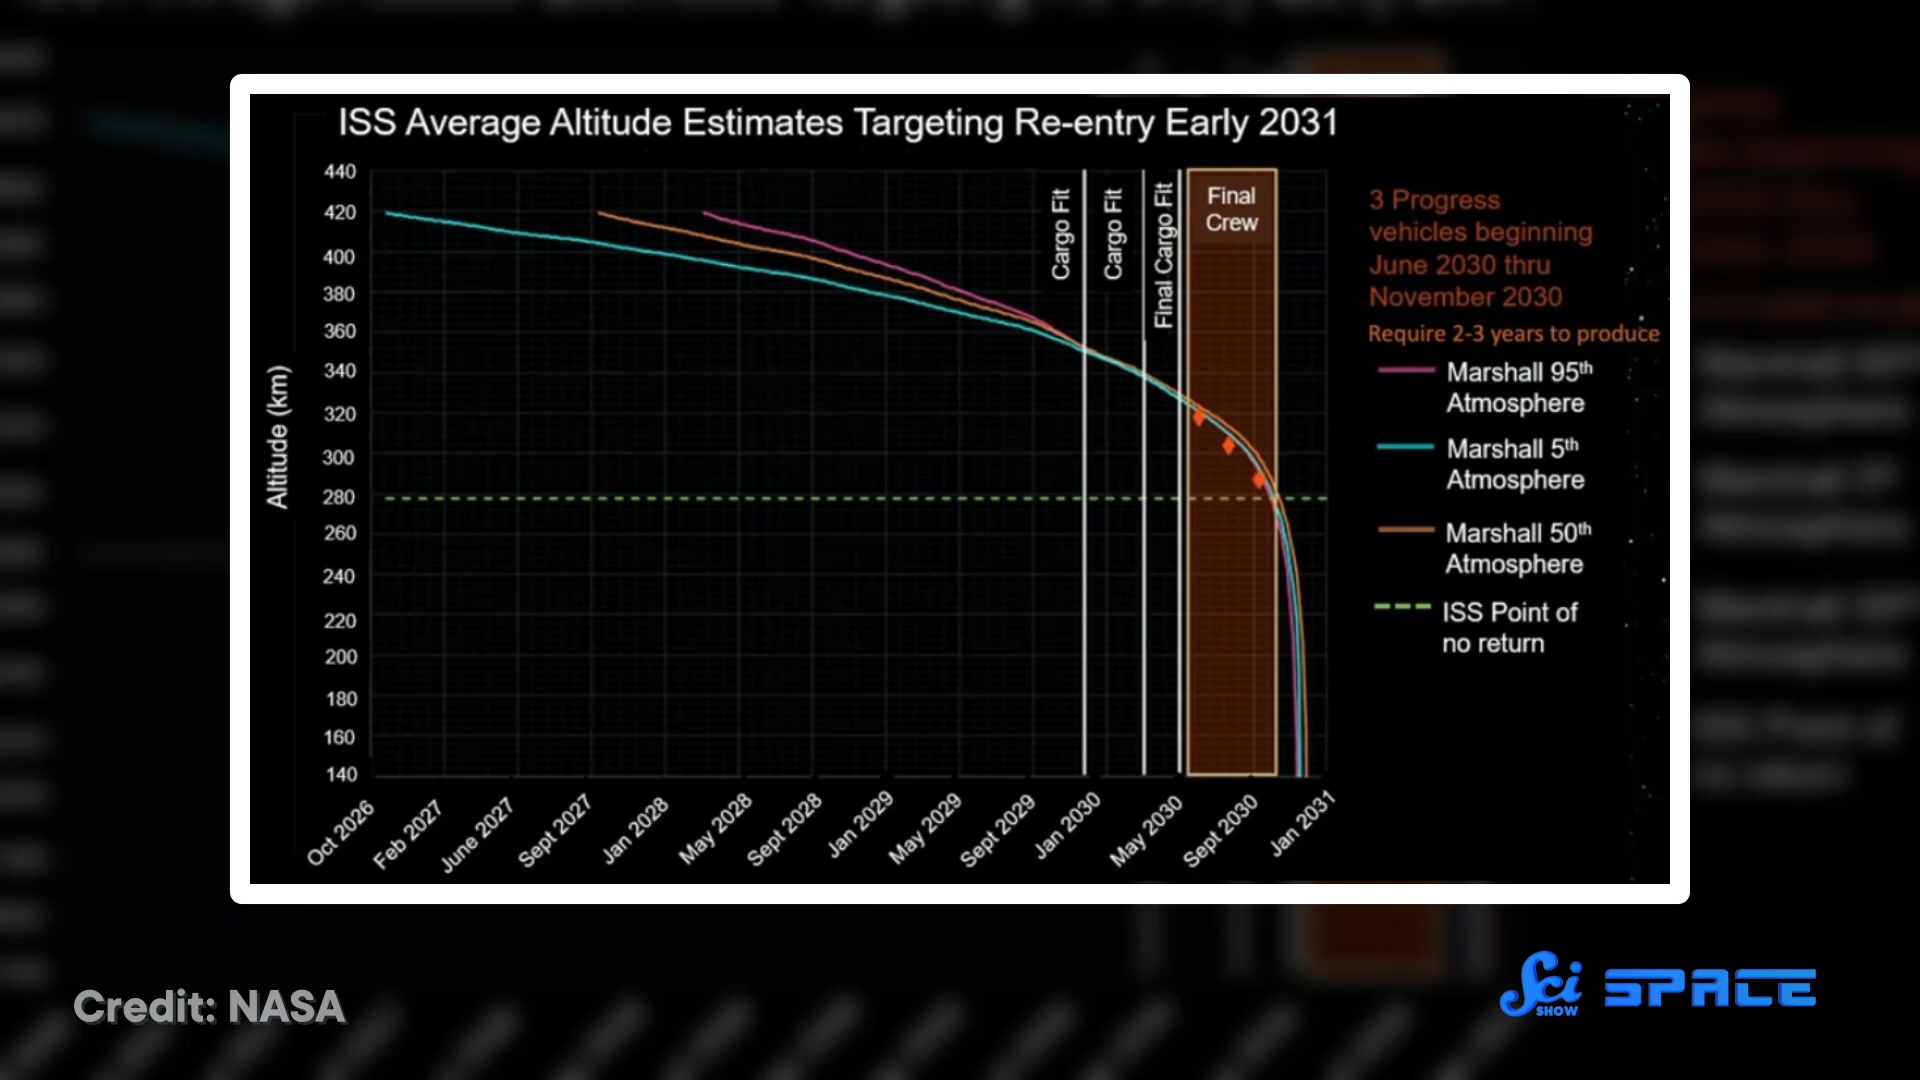 ISS Average Altitude Estimates Targeting Re-entry Early 2031
Altitude (km)
440
420
400
380
360
340
320
300
280
260
240
220
200
180
160
140
Cargo Fit
Cargo Fit
Final Cargo Fit
Final
Crew
Oct 2026
Feb 2027
June 2027
Sept 2027
Jan 2028
May 2028
Sept 2028
Jan 2029
May 2029
Sept 2029
Jan 2030
May 2030
Sept 2030
Jan 2031
3 Progress
vehicles beginning
June 2030 thru
November 2030
Require 2-3 years to produce
Marshall 95th
Atmosphere
Marshall 5th
Atmosphere
Marshall 50th
Atmosphere
ISS Point of
no return
Credit: NASA
Sci SHOW SPACE